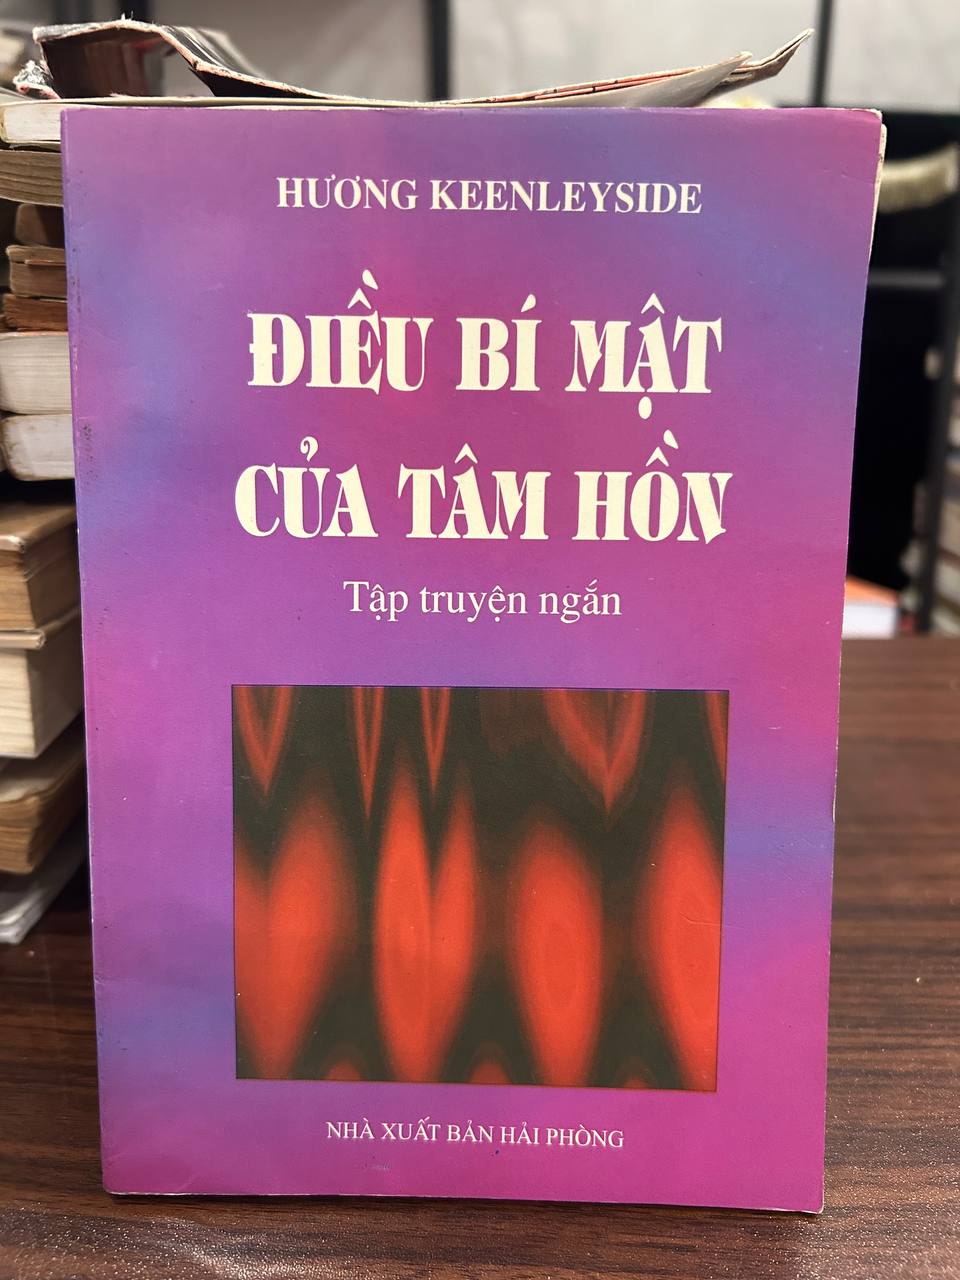 HƯƠNG KEENLEYSIDE
ĐIỀU BÍ MẬT
CỦA TÂM HỒN
Tập truyện ngắn
NHÀ XUẤT BẢN HẢI PHÒNG